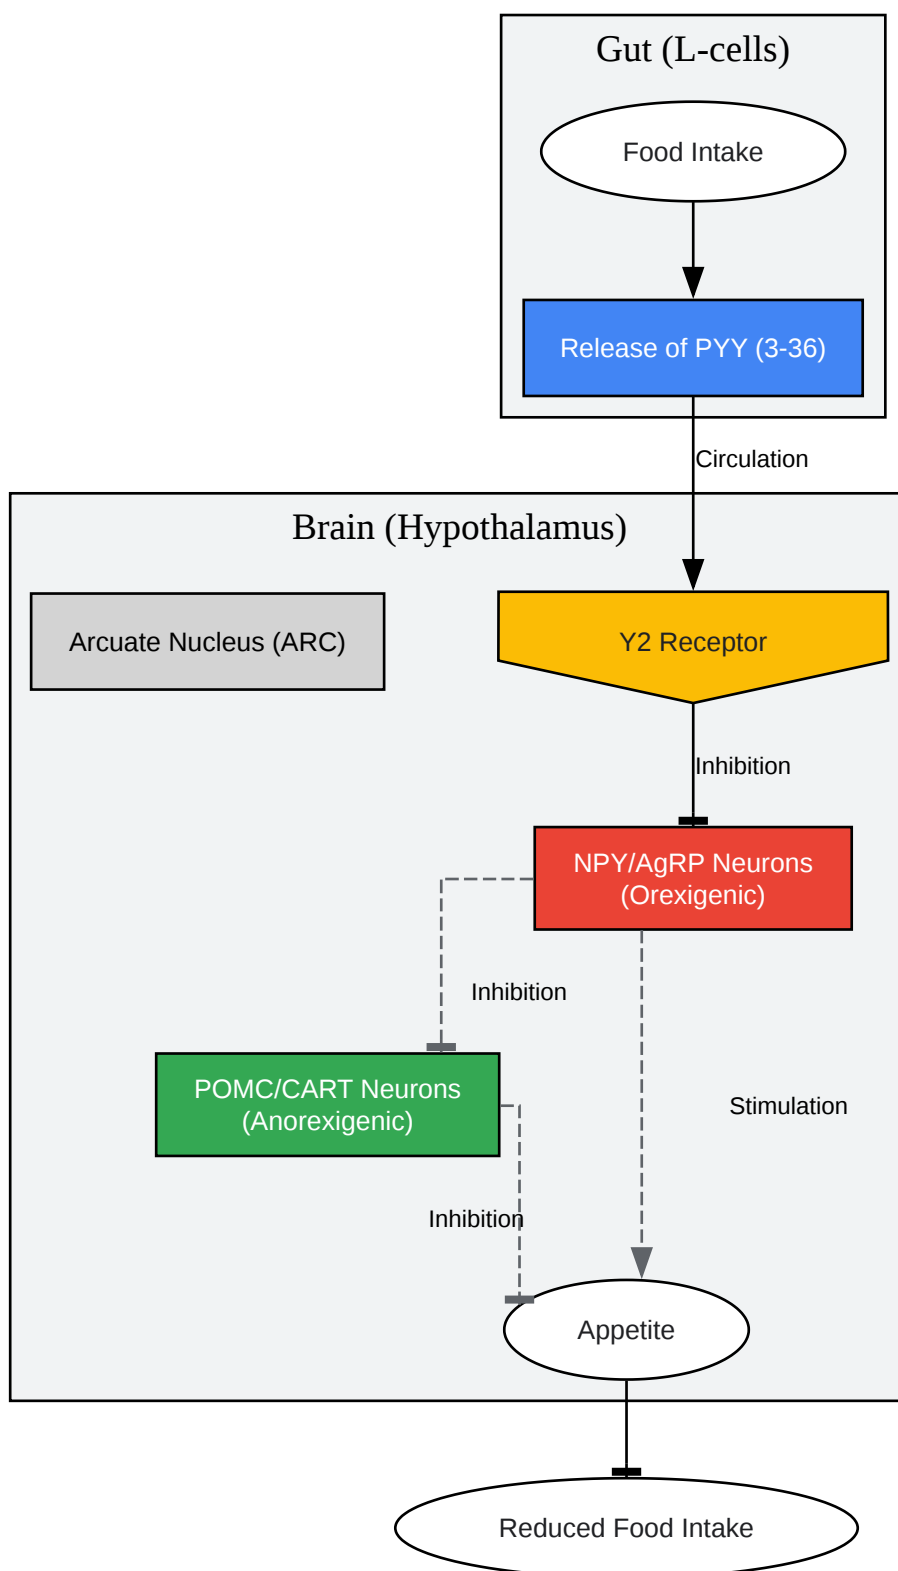 Gut (L-cells)
Food Intake
Release of PYY (3-36)
Circulation
Brain (Hypothalamus)
Arcuate Nucleus (ARC)
Y2 Receptor
Inhibition
NPY/AgRP Neurons
(Orexigenic)
Inhibition
POMC/CART Neurons
(Anorexigenic)
Stimulation
Inhibition
Appetite
Reduced Food Intake